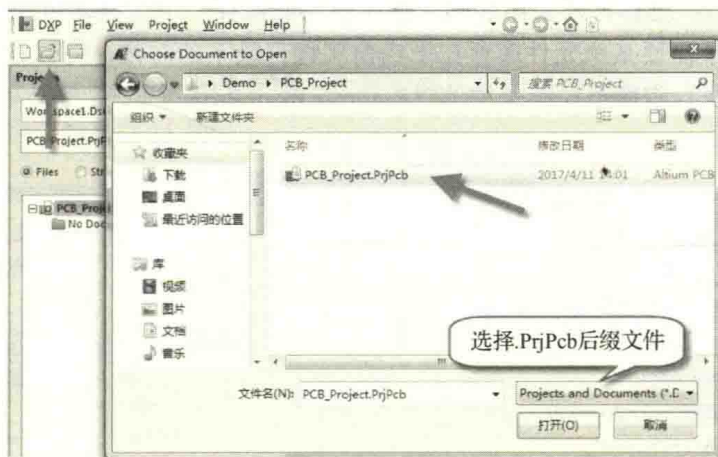 DXP File View Project Window Help
Choose Document to Open
Projects
Demo PCB_Project
搜索 PCB_Project
Workspace1.Ds
组织 新建文件夹
PCB_Project.PrjP
收藏夹
名称 修改日期 类型
Files Str
下载
PCB_Project.PrjPcb 2017/4/11 Altium PCB
桌面
最近访问的位置
PCB_Proj
No Doc
库
视频
图片
文档
音乐
选择.PrjPcb后缀文件
文件名(N): PCB_Project.PrjPcb
Projects and Documents (*.D
打开(O) 取消